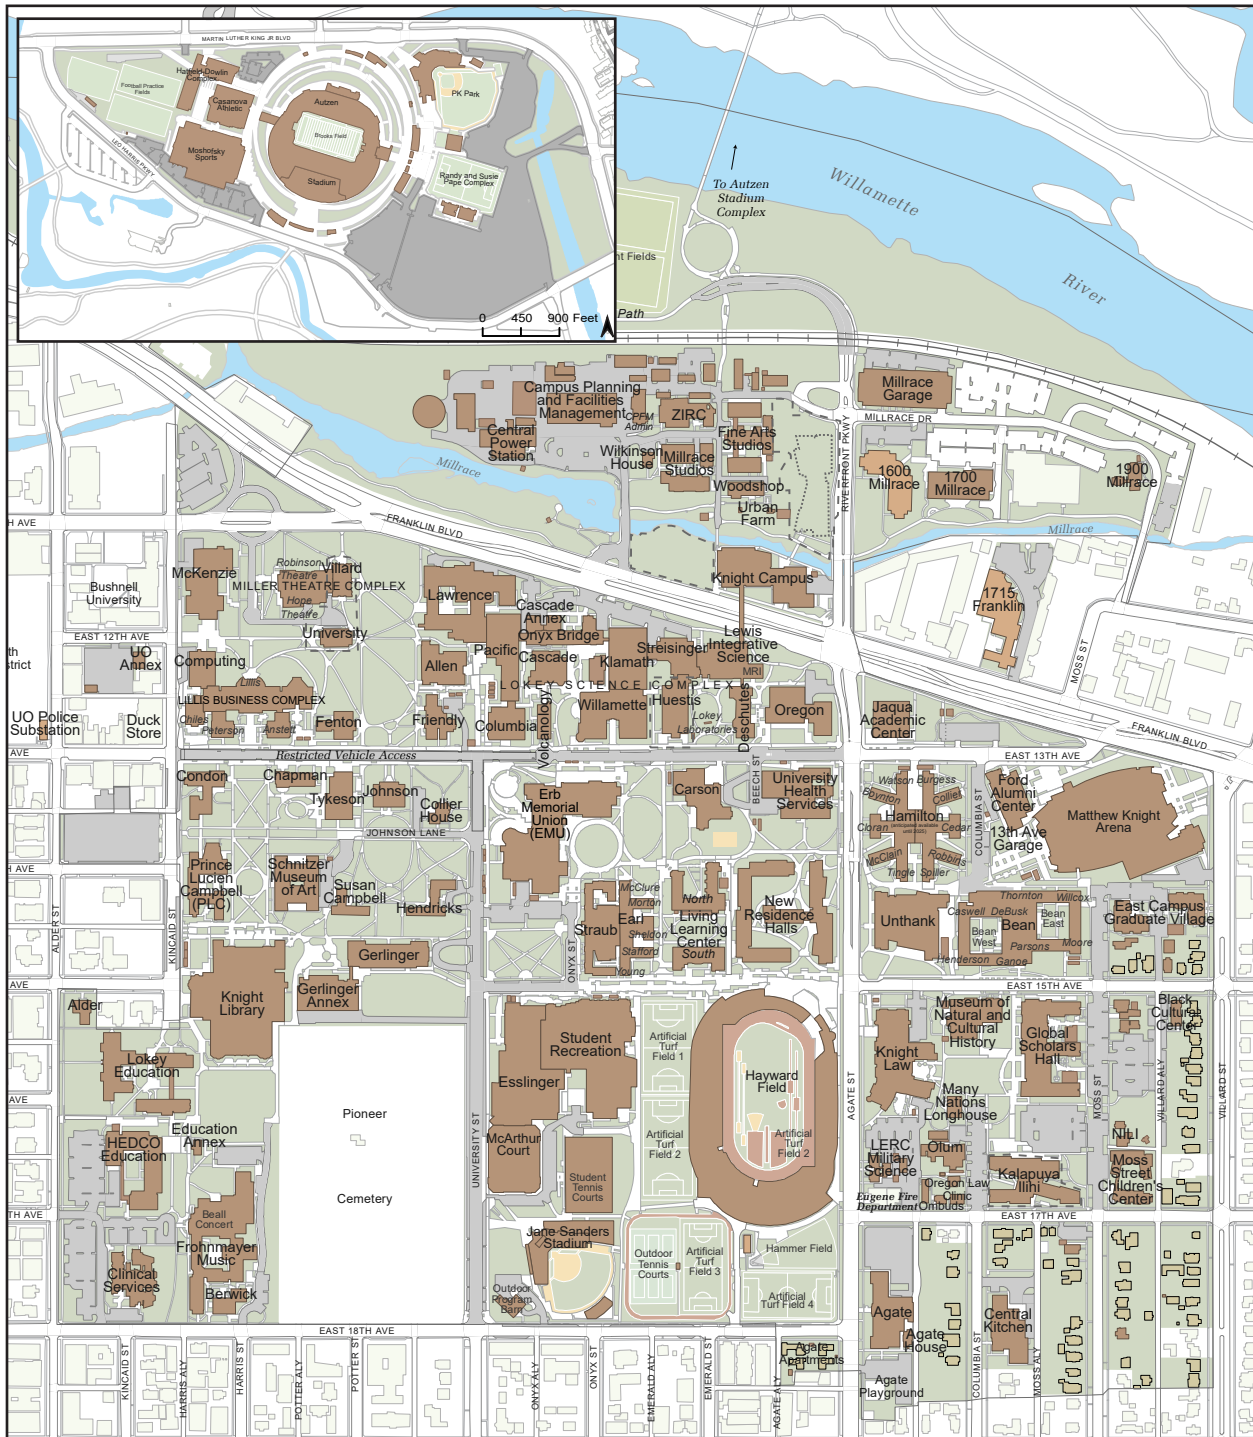 MARTIN LUTHER KING JR BLVD
Hatfield-Dowlin
Complex
Football Practice
Fields
Casanova
Athletic
Autzen
Brooks Field
Stadium
PK Park
Moshofsky
Sports
LEO HARRIS PKWY
Randy and Susie
Pape Complex
0 450 900 Feet
To Autzen
Stadium
Complex
Willamette
River
nt Fields
Path
Campus Planning
and Facilities
Management
CPFM
Admin
ZIRC
Central
Power
Station
Fine Arts
Studios
Wilkinson
House
Millrace
Studios
Woodshop
Urban
Farm
Millrace
Millrace
Garage
MILLRACE DR
RIVERFRONT PKWY
1600
Millrace
1700
Millrace
1900
Millrace
Millrace
H AVE
FRANKLIN BLVD
McKenzie
Robinson
Theatre
Villard
MILLER THEATRE COMPLEX
Hope
Theatre
University
Bushnell
University
Lawrence
Cascade
Annex
Onyx Bridge
Knight Campus
1715
Franklin
EAST 12TH AVE
th
strict
UO
Annex
Computing
Allen
Pacific
Cascade
Klamath
Streisinger
Lewis
Integrative
Science
MRI
MOSS ST
LOKEY SCIENCE COMPLEX
Lillis
LILLIS BUSINESS COMPLEX
Chiles
Peterson
Anstett
Fenton
Friendly
Columbia
Volcanology
Willamette
Huestis
Lokey
Laboratories
Deschutes
Oregon
UO Police
Substation
Duck
Store
Jaqua
Academic
Center
FRANKLIN BLVD
AVE
Restricted Vehicle Access
EAST 13TH AVE
Condon
Chapman
Tykeson
Johnson
Collier
House
JOHNSON LANE
Erb
Memorial
Union
(EMU)
Carson
BEECH ST
University
Health
Services
Watson
Burgess
Boynton
Collier
Hamilton
Cloran
Cedar
McClain
Robbins
Tingle
Spiller
COLUMBIA ST
Ford
Alumni
Center
13th Ave
Garage
Matthew Knight
Arena
H AVE
Prince
Lucien
Campbell
(PLC)
Schnitzer
Museum
of Art
Susan
Campbell
Hendricks
ALDER ST
KINCAID ST
Straub
McClure
Morton
Earl
Sheldon
Stafford
Young
North
Living
Learning
Center
South
New
Residence
Halls
Unthank
Thornton
Willcox
Caswell
DeBusk
Bean
Bean
East
Bean
West
Parsons
Moore
Henderson
Ganoe
East Campus
Graduate Village
ONYX ST
Gerlinger
Gerlinger
Annex
Knight
Library
AVE
EAST 15TH AVE
Alder
Student
Recreation
Esslinger
Artificial
Turf
Field 1
Hayward
Field
Museum of
Natural and
Cultural
History
Global
Scholars
Hall
Black
Cultural
Center
Knight
Law
Lokey
Education
Many
Nations
Longhouse
AVE
AGATE ST
MOSS ST
VILLARD ALY
VILLARD ST
Pioneer
Cemetery
UNIVERSITY ST
Education
Annex
HEDCO
Education
McArthur
Court
Artificial
Turf
Field 2
Artificial
Turf
Field 2
LERC
Military
Science
Olum
NILI
Student
Tennis
Courts
Kalapuya
Ilihi
Moss
Street
Children's
Center
Oregon Law
Clinic
Eugene Fire
Department
Ombuds
TH AVE
EAST 17TH AVE
Beall
Concert
Frohnmayer
Music
Jane Sanders
Stadium
Outdoor
Tennis
Courts
Artificial
Turf
Field 3
Hammer Field
Clinical
Services
Berwick
Outdoor
Program
Barn
Artificial
Turf Field 4
Agate
Agate
House
Central
Kitchen
EAST 18TH AVE
Agate
Apartments
Agate
Playground
KINCAID ST
HARRIS ALY
HARRIS ST
POTTER ALY
POTTER ST
ONYX ALY
ONYX ST
EMERALD ALY
EMERALD ST
AGATE ALY
COLUMBIA ST
MOSS ALY